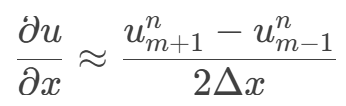 ∂u/∂x ≈ (u^n_{m+1} − u^n_{m−1})/(2Δx)